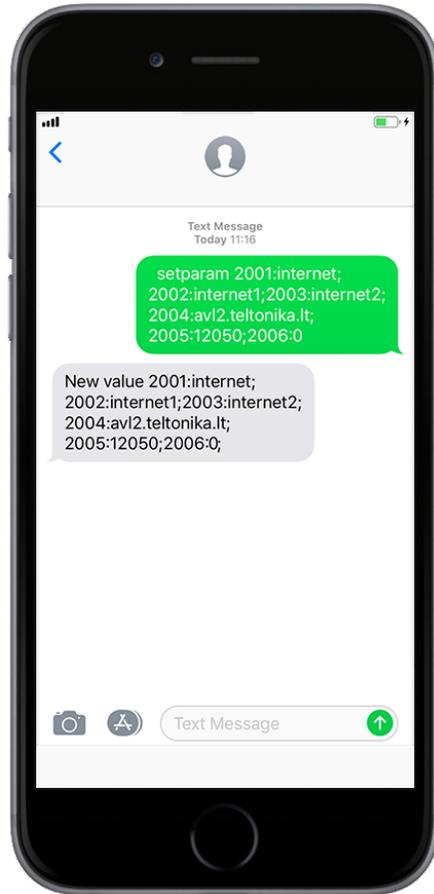 Text Message
Today 11:16
setparam 2001:internet;
2002:internet1;2003:internet2;
2004:avl2.teltonika.lt;
2005:12050;2006:0
New value 2001:internet;
2002:internet1;2003:internet2;
2004:avl2.teltonika.lt;
2005:12050;2006:0;
Text Message